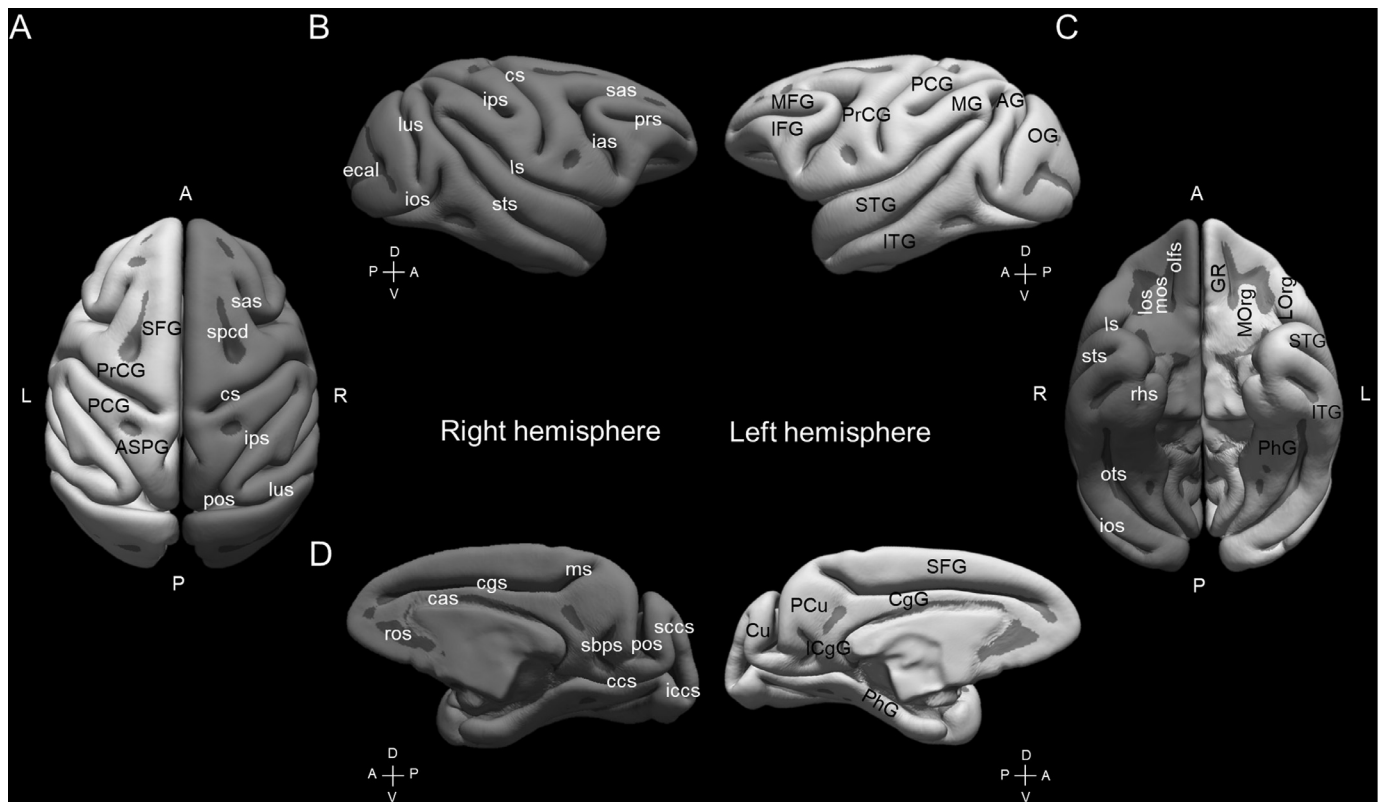 A
A
SFG
sas
spcd
PrCG
cs
L
R
PCG
ASPG
ips
pos
lus
P
B
cs
ips
sas
lus
prs
ias
ecal
ls
ios
sts
D
P A
V
PCG
MFG
MG
AG
PrCG
IFG
OG
STG
ITG
D
A P
V
Right hemisphere
Left hemisphere
C
A
olfs
GR
los
mos
MOrg
LOrg
ls
sts
STG
R
rhs
L
ITG
PhG
ots
ios
P
D
ms
cgs
cas
ros
sccs
sbps
pos
ccs
iccs
D
A P
V
SFG
CgG
PCu
Cu
ICgG
PhG
D
P A
V